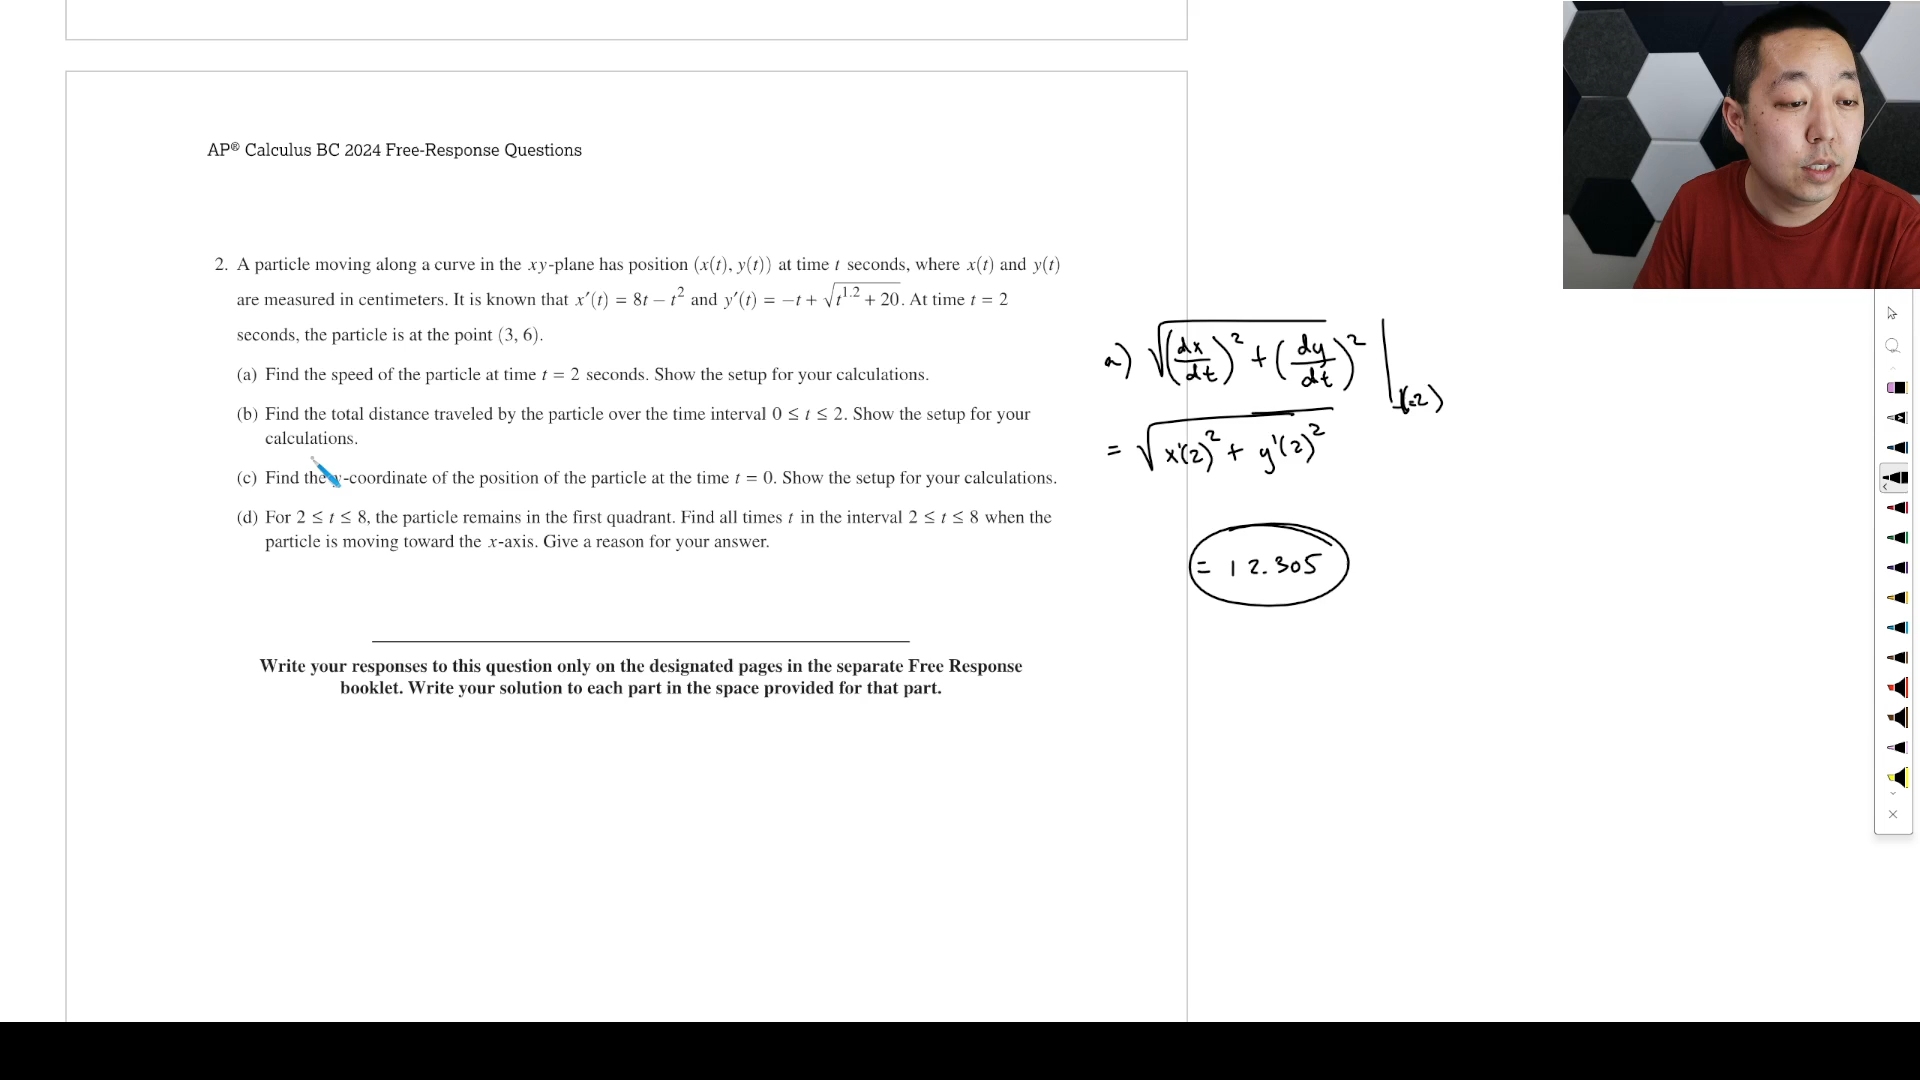 AP® Calculus BC 2024 Free-Response Questions
2. A particle moving along a curve in the xy-plane has position (x(t), y(t)) at time t seconds, where x(t) and y(t)
are measured in centimeters. It is known that x′(t) = 8t − t² and y′(t) = −t + √(t^1.2 + 20). At time t = 2
seconds, the particle is at the point (3, 6).
(a) Find the speed of the particle at time t = 2 seconds. Show the setup for your calculations.
(b) Find the total distance traveled by the particle over the time interval 0 ≤ t ≤ 2. Show the setup for your
calculations.
(c) Find the -coordinate of the position of the particle at the time t = 0. Show the setup for your calculations.
(d) For 2 ≤ t ≤ 8, the particle remains in the first quadrant. Find all times t in the interval 2 ≤ t ≤ 8 when the
particle is moving toward the x-axis. Give a reason for your answer.
Write your responses to this question only on the designated pages in the separate Free Response
booklet. Write your solution to each part in the space provided for that part.
a) √((dx/dt)² + (dy/dt)²) |
= √(x'(2)² + y'(2)²)
= 12.305